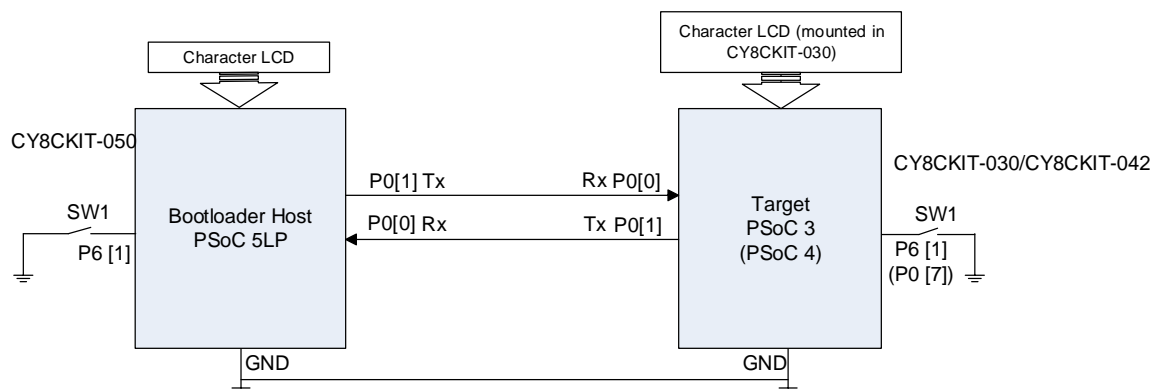 Character LCD
Character LCD (mounted in
CY8CKIT-030)
CY8CKIT-050
CY8CKIT-030/CY8CKIT-042
P0[1] Tx
Rx P0[0]
P0[0] Rx
Tx P0[1]
SW1
P6 [1]
Bootloader Host
PSoC 5LP
Target
PSoC 3
(PSoC 4)
SW1
P6 [1]
(P0 [7])
GND
GND